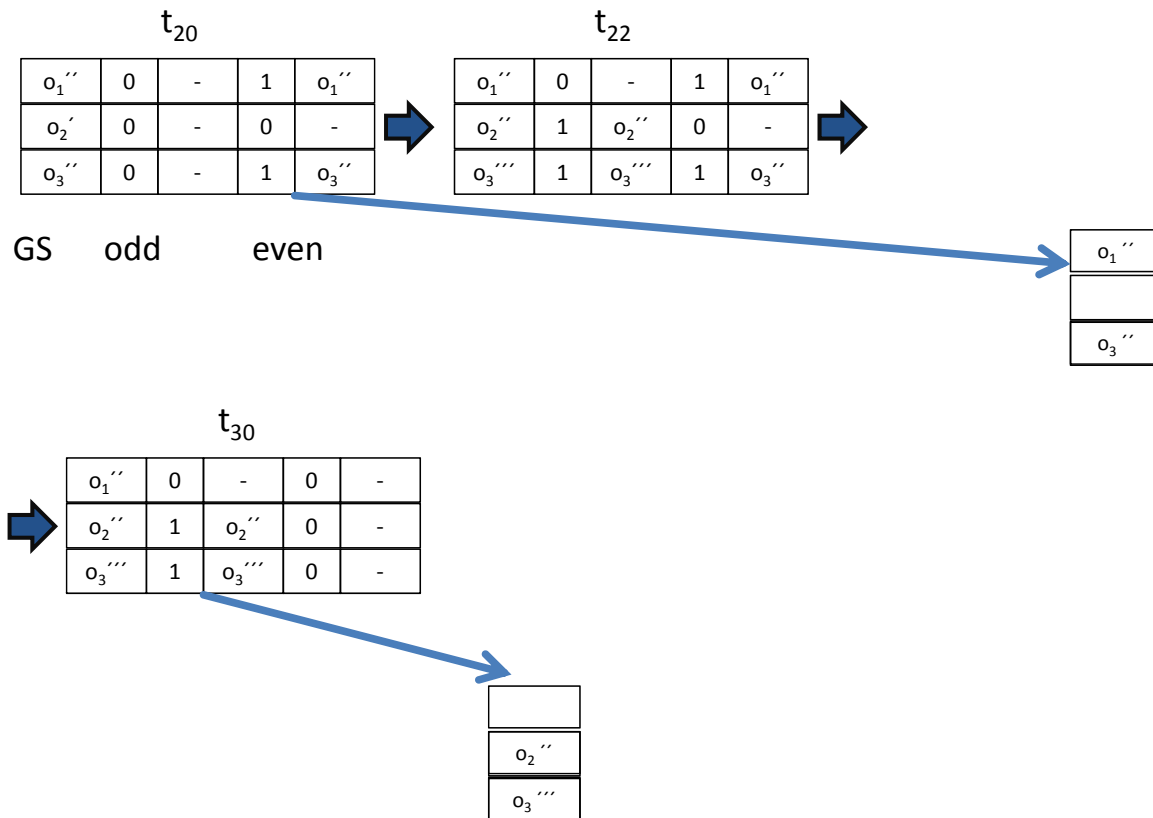 t₂₀ t₂₂
o₁´´ 0 - 1 o₁´´ o₁´´ 0 - 1 o₁´´
o₂´ 0 - 0 - o₂´´ 1 o₂´´ 0 -
o₃´´ 0 - 1 o₃´´ o₃´´´ 1 o₃´´´ 1 o₃´´
GS odd even
o₁´´
o₃´´
t₃₀
o₁´´ 0 - 0 -
o₂´´ 1 o₂´´ 0 -
o₃´´´ 1 o₃´´´ 0 -
o₂´´
o₃´´´